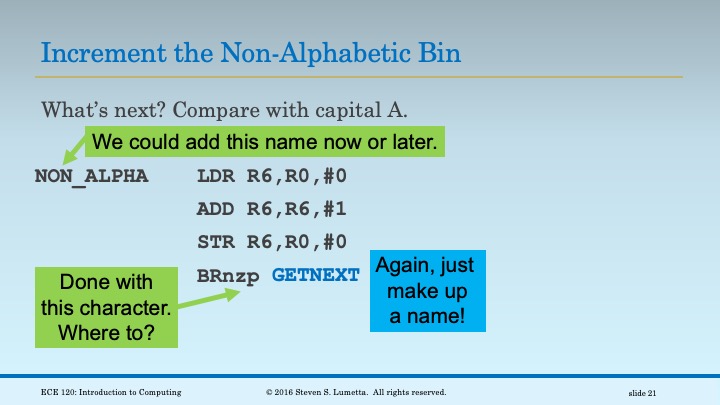 Increment the Non-Alphabetic Bin
What's next? Compare with capital A.
We could add this name now or later.
NON_ALPHA LDR R6,R0,#0
ADD R6,R6,#1
STR R6,R0,#0
BRnzp GETNEXT
Again, just
make up
a name!
Done with
this character.
Where to?
ECE 120: Introduction to Computing © 2016 Steven S. Lumetta. All rights reserved. slide 21